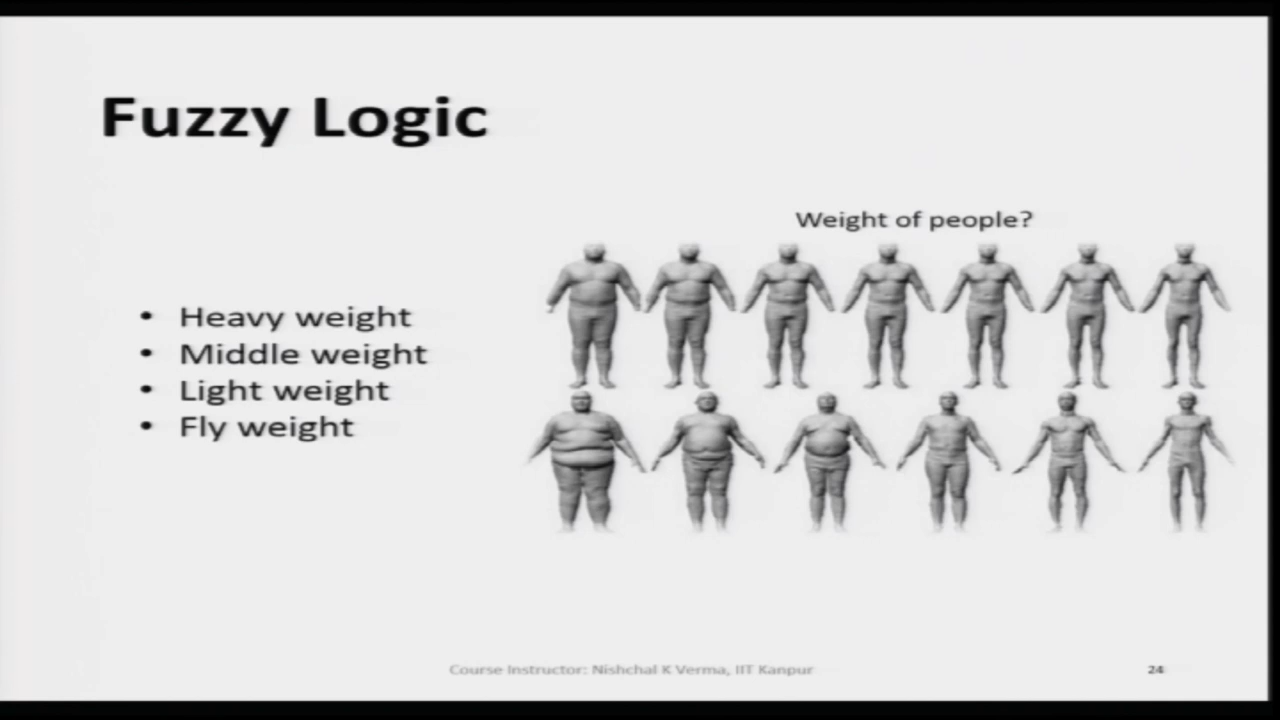 Fuzzy Logic
Weight of people?
• Heavy weight
• Middle weight
• Light weight
• Fly weight
Course Instructor: Nishchal K Verma, IIT Kanpur
24